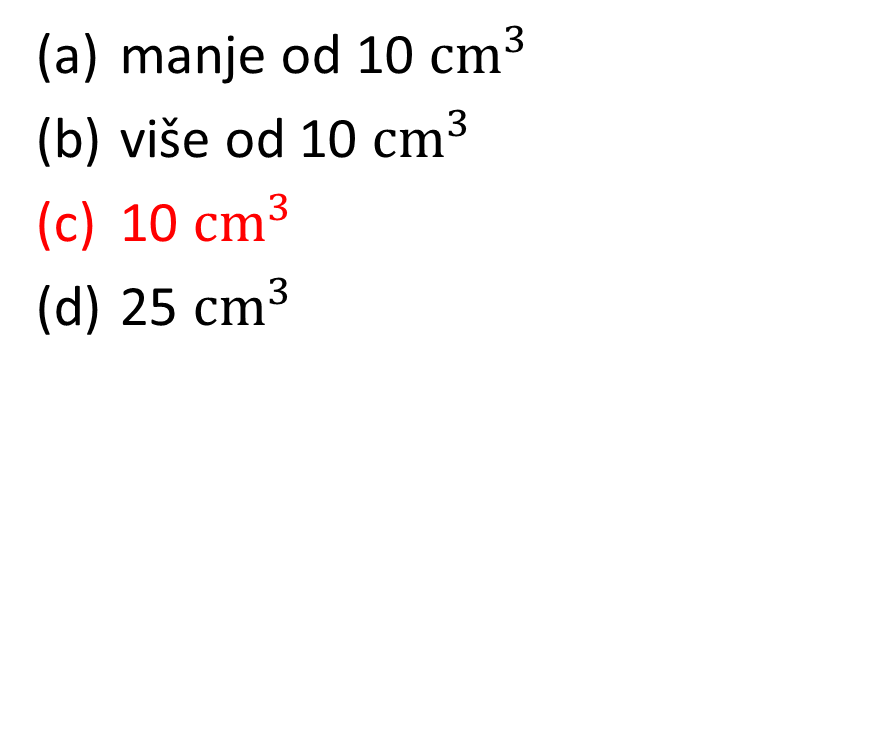 (a) manje od 10 cm³
(b) više od 10 cm³
(c) 10 cm³
(d) 25 cm³